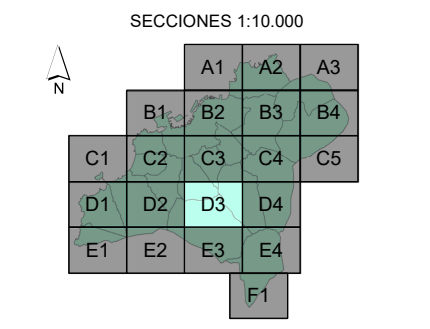 SECCIONES 1:10.000
N
A1 A2 A3
B1 B2 B3 B4
C1 C2 C3 C4 C5
D1 D2 D3 D4
E1 E2 E3 E4
F1